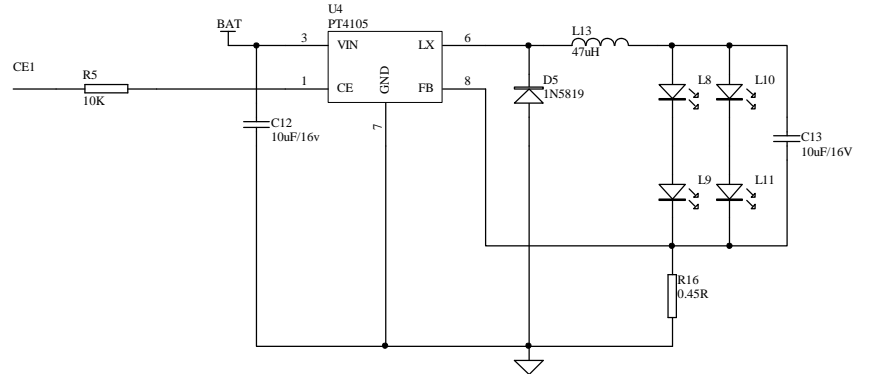 U4
PT4105
BAT
3
VIN
LX
6
L13
47uH
CE1
R5
10K
1
CE
GND
FB
8
7
D5
1N5819
L8
L10
C12
10uF/16v
C13
10uF/16V
L9
L11
R16
0.45R